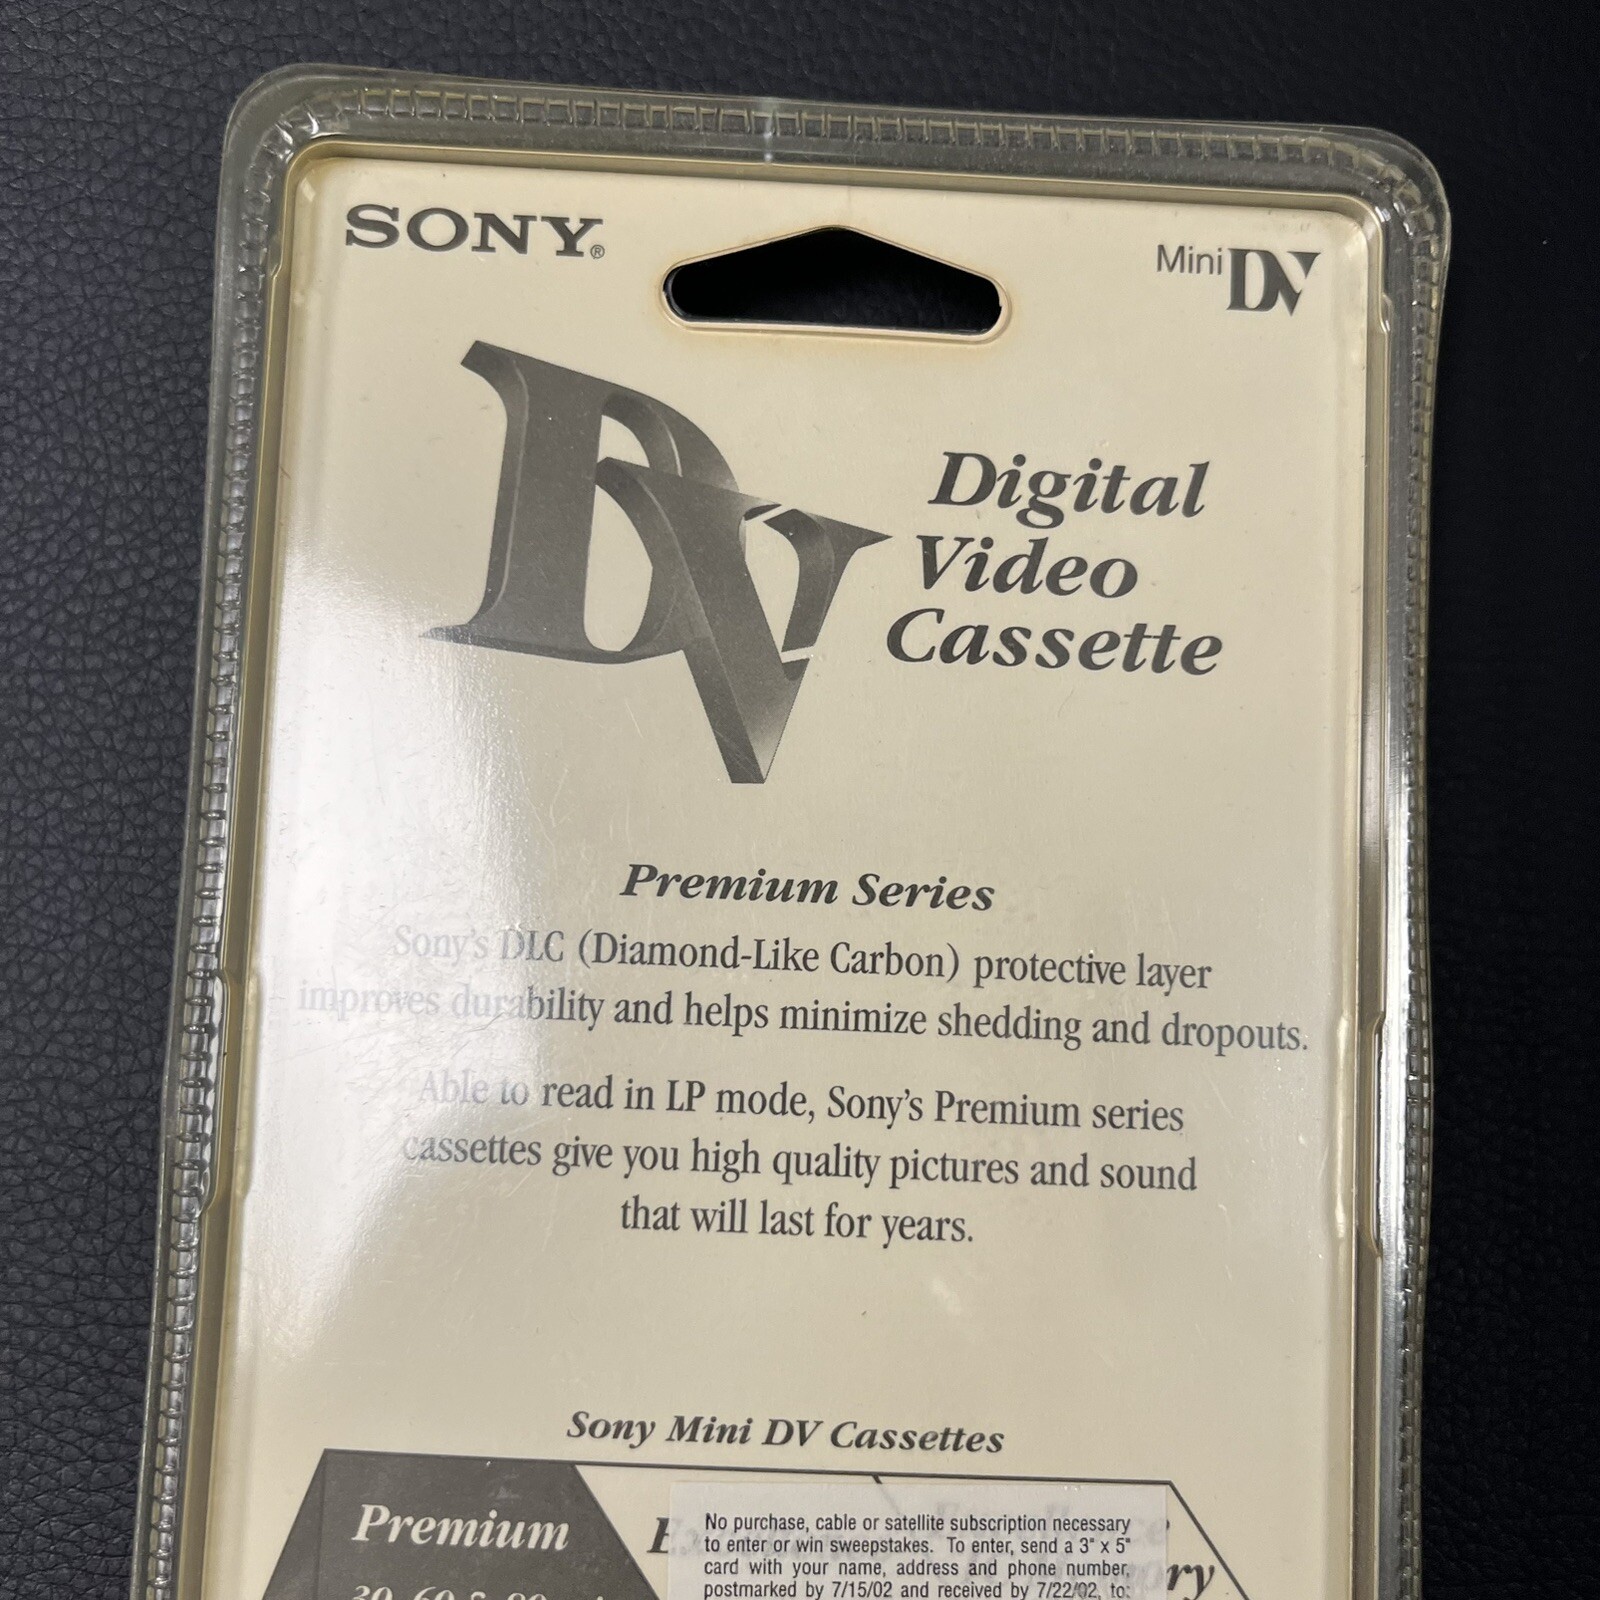 SONY®
Mini DV
DV
Digital
Video
Cassette
Premium Series
Sony's DLC (Diamond-Like Carbon) protective layer
improves durability and helps minimize shedding and dropouts.
Able to read in LP mode, Sony's Premium series
cassettes give you high quality pictures and sound
that will last for years.
Sony Mini DV Cassettes
Premium
No purchase, cable or satellite subscription necessary
to enter or win sweepstakes. To enter, send a 3" x 5"
card with your name, address and phone number,
postmarked by 7/15/02 and received by 7/22/02, to: